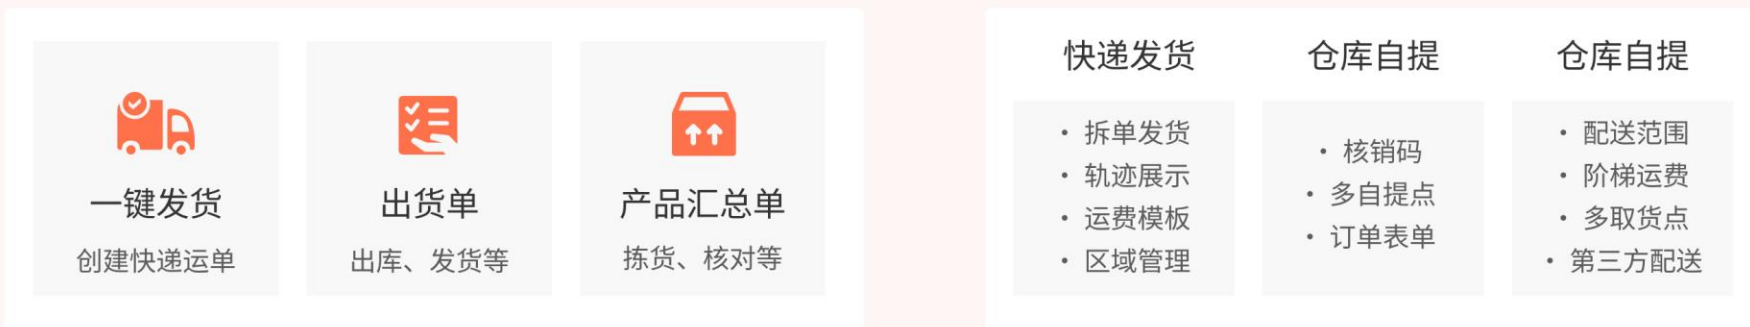 一键发货
创建快递运单
出货单
出库、发货等
产品汇总单
拣货、核对等
快递发货
• 拆单发货
• 轨迹展示
• 运费模板
• 区域管理
仓库自提
• 核销码
• 多自提点
• 订单表单
仓库自提
• 配送范围
• 阶梯运费
• 多取货点
• 第三方配送